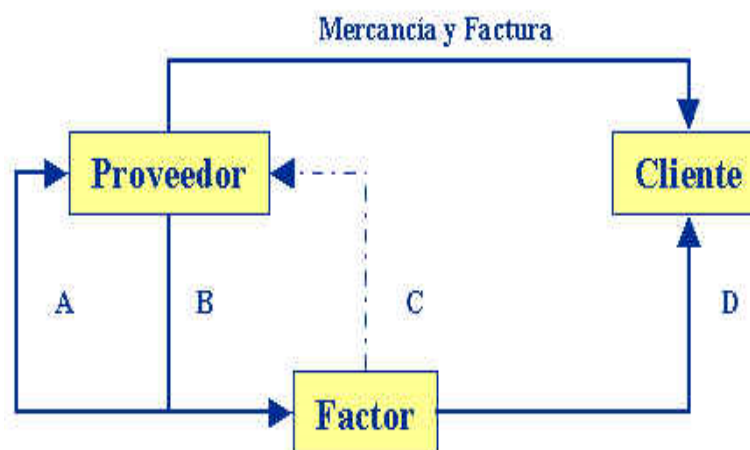 Mercancía y Factura
Proveedor
Cliente
A
B
C
D
Factor